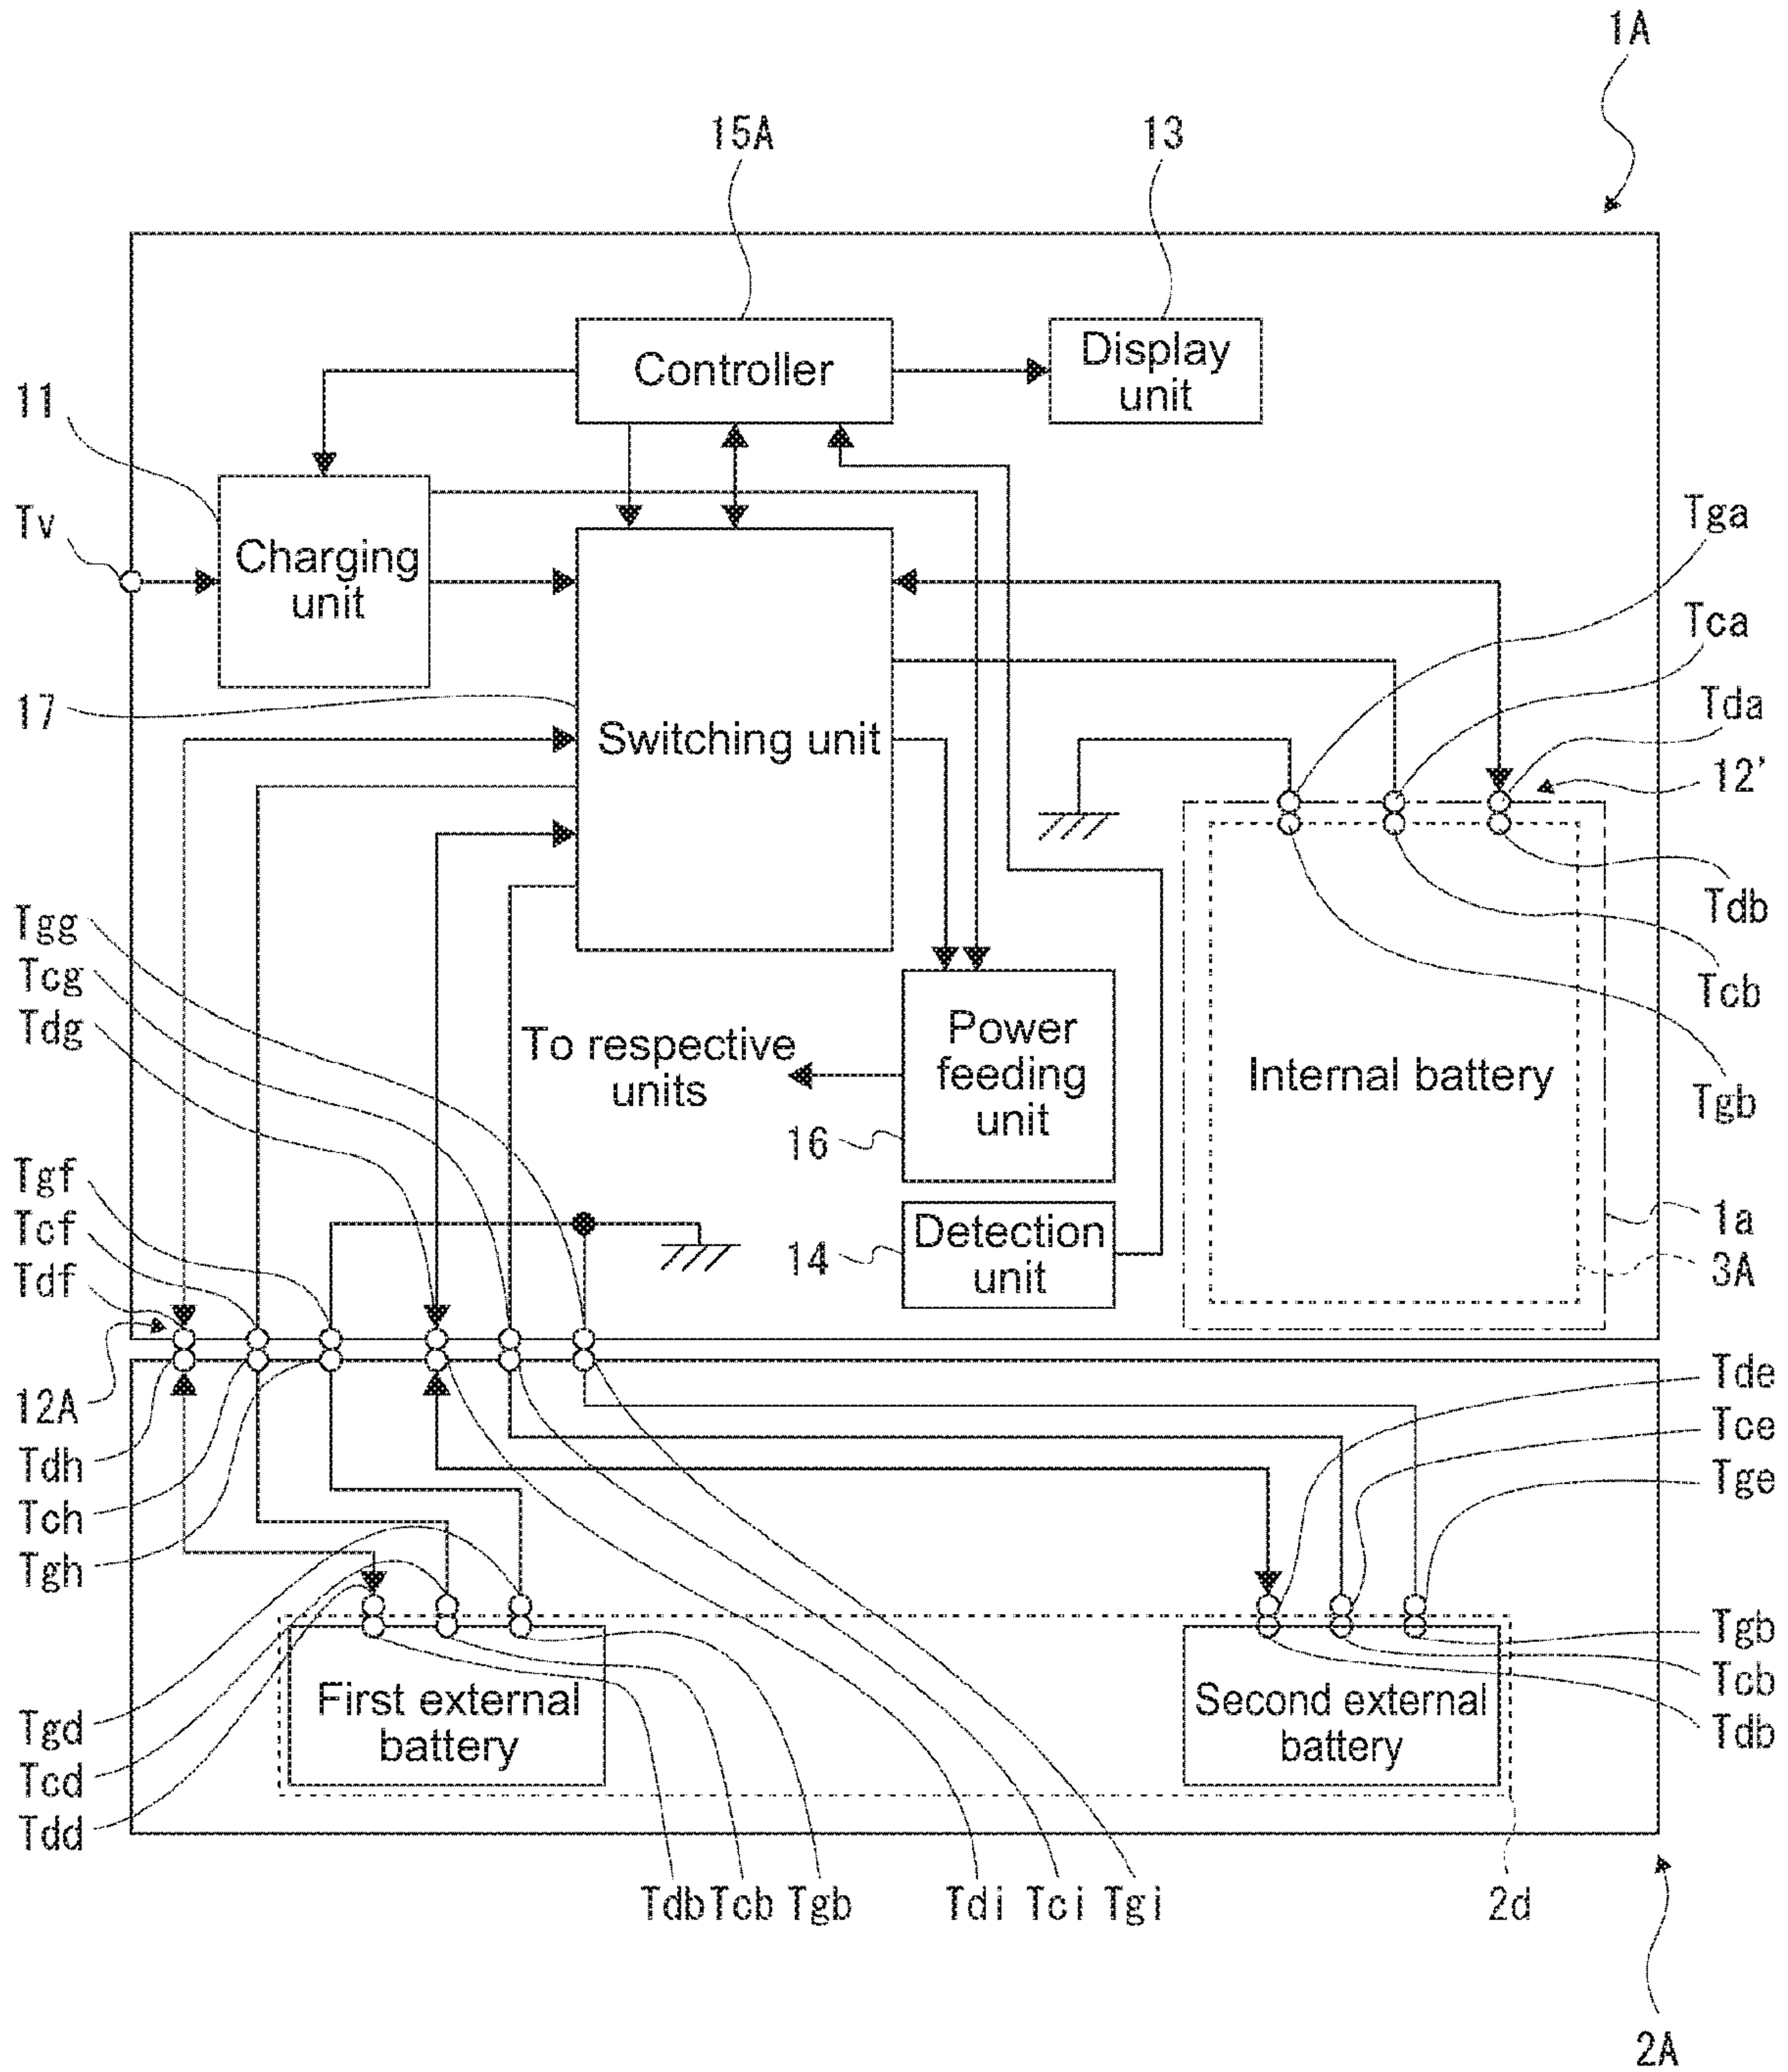 1A
15A
13
Controller
Display
unit
11
Tv
Charging
unit
Tga
Tca
17
Switching unit
Tda
12'
Tdb
Tgg
Tcg
Tcb
Tdg
To respective
units
Power
feeding
unit
Internal battery
Tgb
16
Tgf
Tcf
Tdf
14
Detection
unit
1a
3A
12A
Tde
Tdh
Tce
Tch
Tge
Tgh
Tgb
First external
battery
Second external
battery
Tcb
Tgd
Tdb
Tcd
Tdd
Tdb
Tcb
Tgb
Tdi
Tci
Tgi
2d
2A